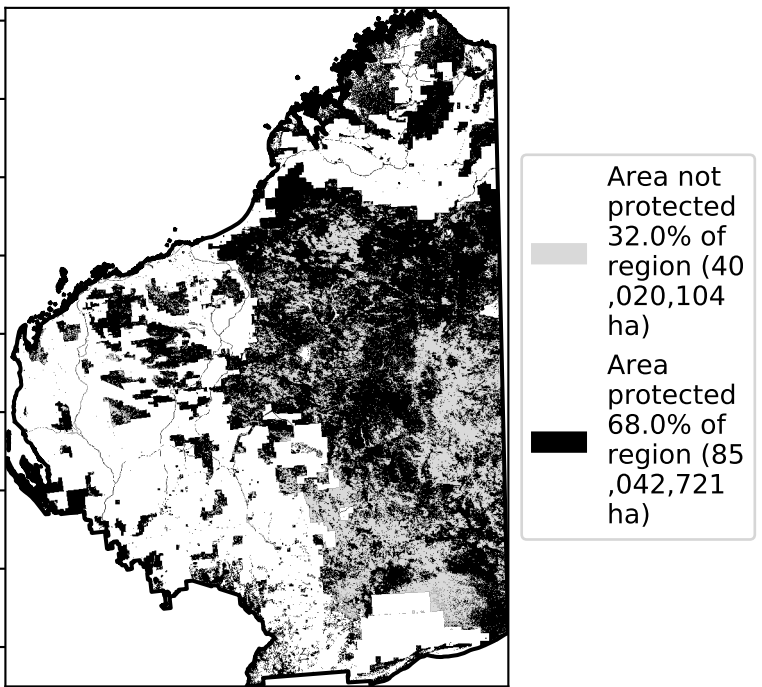 Area not
protected
32.0% of
region (40
,020,104
ha)
Area
protected
68.0% of
region (85
,042,721
ha)